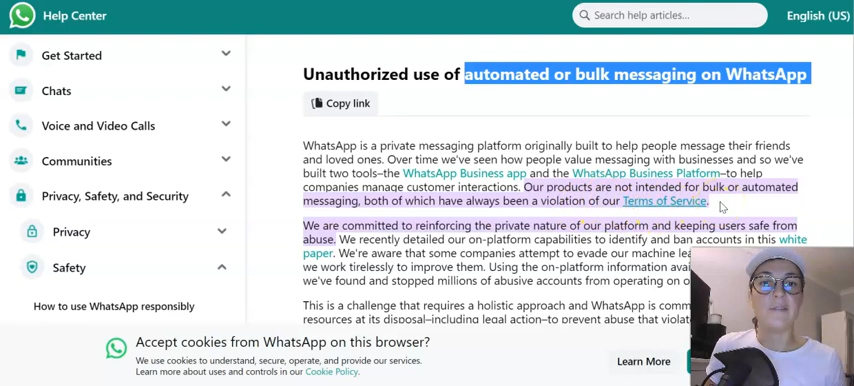 Help Center
Search help articles...
English (US)
Get Started
Chats
Voice and Video Calls
Communities
Privacy, Safety, and Security
Privacy
Safety
How to use WhatsApp responsibly
Unauthorized use of automated or bulk messaging on WhatsApp
Copy link
WhatsApp is a private messaging platform originally built to help people message their friends
and loved ones. Over time we've seen how people value messaging with businesses and so we've
built two tools–the WhatsApp Business app and the WhatsApp Business Platform–to help
companies manage customer interactions. Our products are not intended for bulk or automated
messaging, both of which have always been a violation of our Terms of Service.
We are committed to reinforcing the private nature of our platform and keeping users safe from
abuse. We recently detailed our on-platform capabilities to identify and ban accounts in this white
paper. We're aware that some companies attempt to evade our machine
we work tirelessly to improve them. Using the on-platform information
we've found and stopped millions of abusive accounts from operating on
This is a challenge that requires a holistic approach and WhatsApp is
resources at its disposal–including legal action–to prevent abuse that
Accept cookies from WhatsApp on this browser?
We use cookies to understand, secure, operate, and provide our services.
Learn more about uses and controls in our Cookie Policy.
Learn More